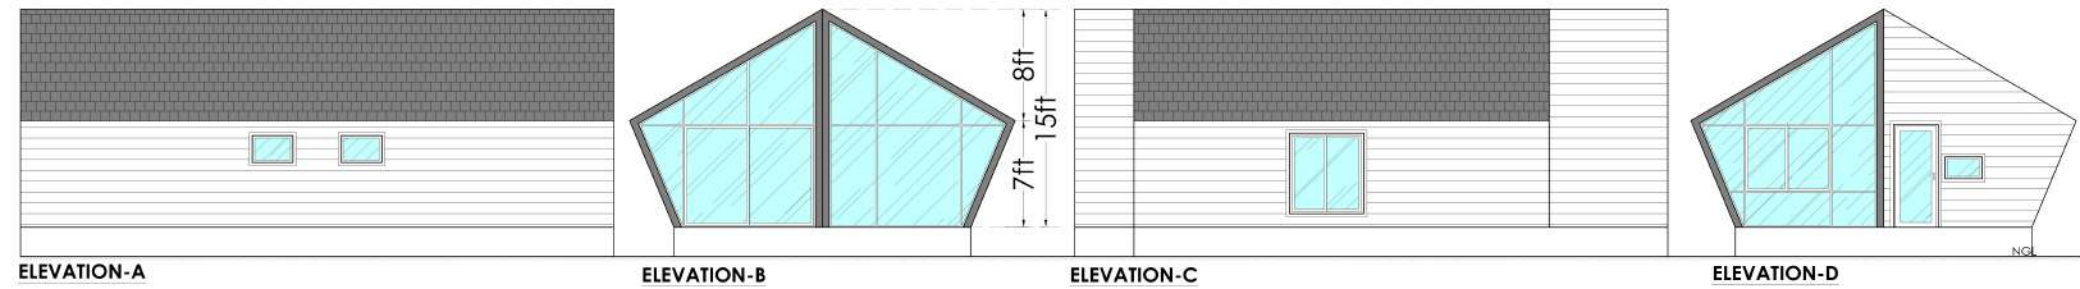 8ft
15ft
7ft
NGL
ELEVATION-A
ELEVATION-B
ELEVATION-C
ELEVATION-D